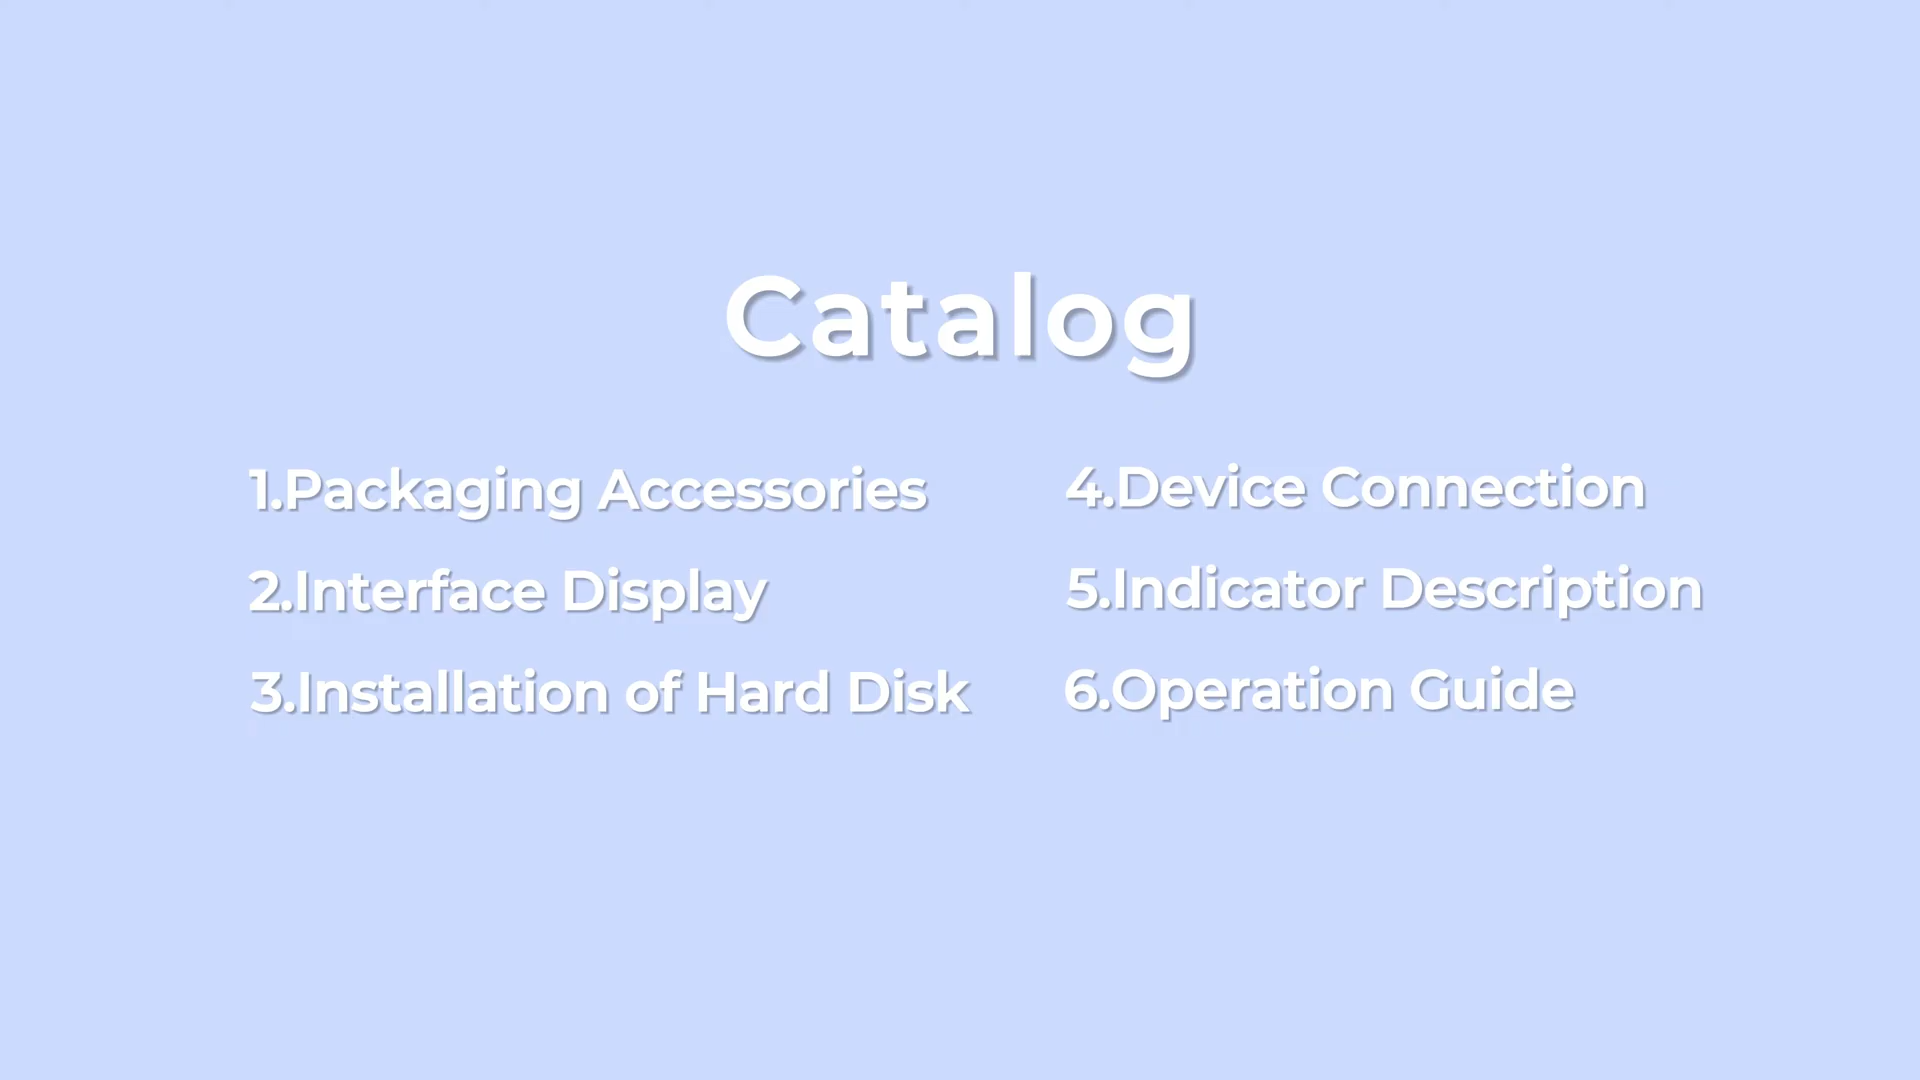 Catalog
1.Packaging Accessories
2.Interface Display
3.Installation of Hard Disk
4.Device Connection
5.Indicator Description
6.Operation Guide